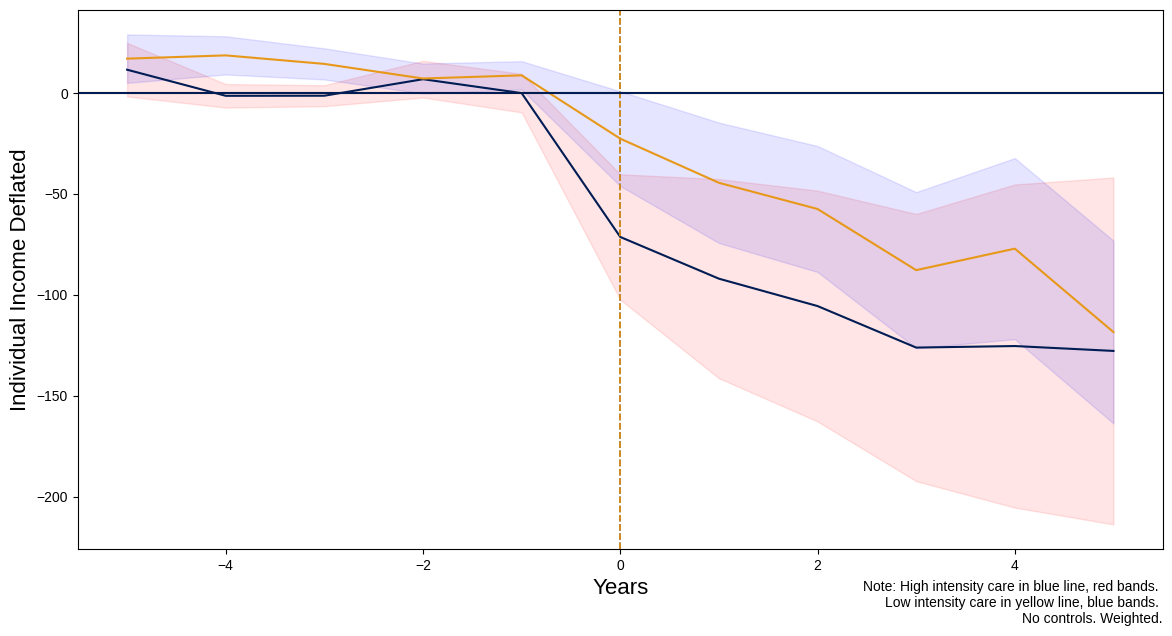 Individual Income Deflated
0
−50
−100
−150
−200
−4
−2
0
2
4
Years
Note: High intensity care in blue line, red bands.
Low intensity care in yellow line, blue bands.
No controls. Weighted.